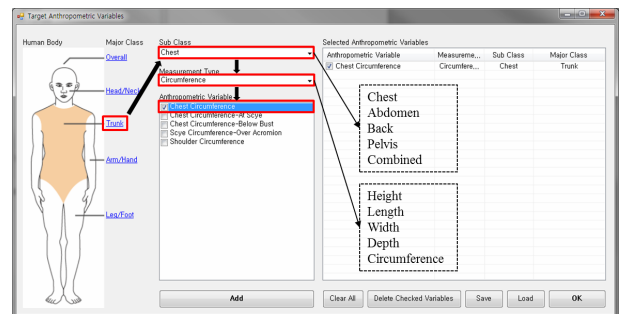 Target Anthropometric Variables
Human Body
Major Class
Overall
Head/Neck
Trunk
Arm/Hand
Leg/Foot
Sub Class
Chest
Measurement Type
Circumference
Anthropometric Variable
Chest Circumference
Chest Circumference-At Scye
Chest Circumference-Below Bust
Scye Circumference-Over Acromion
Shoulder Circumference
Add
Selected Anthropometric Variables
Anthropometric Variable Measureme... Sub Class Major Class
Chest Circumference Circumfere... Chest Trunk
Chest
Abdomen
Back
Pelvis
Combined
Height
Length
Width
Depth
Circumference
Clear All Delete Checked Variables Save Load OK